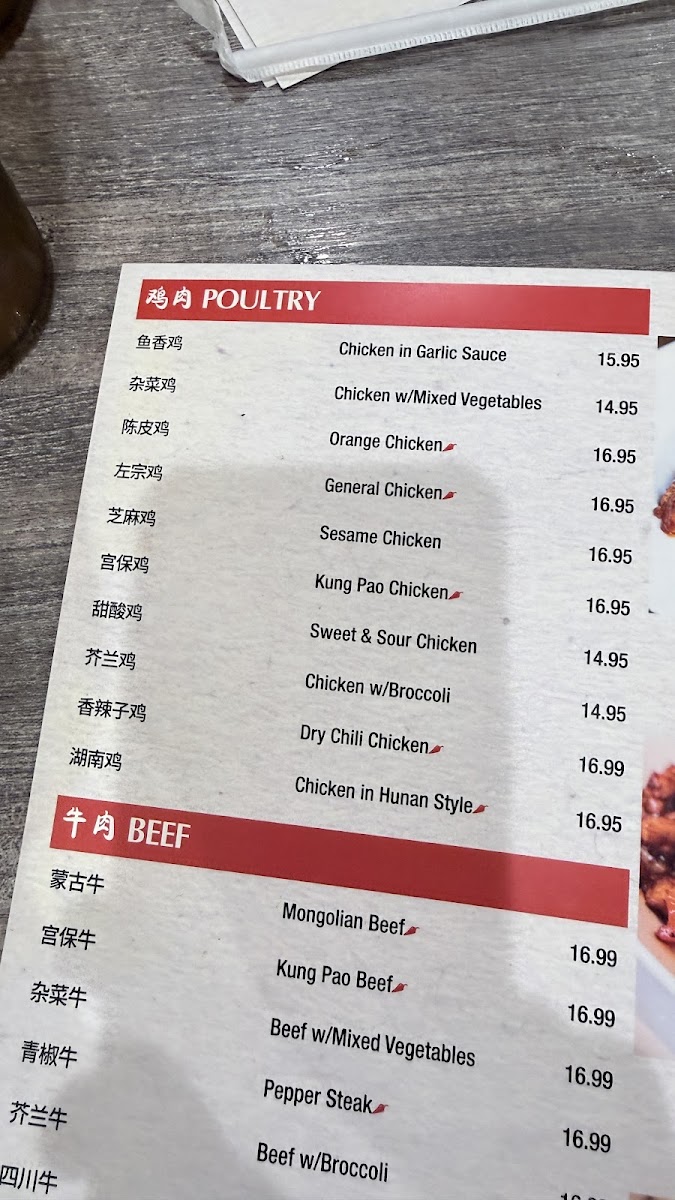 鸡肉 POULTRY
鱼香鸡 Chicken in Garlic Sauce 15.95
杂菜鸡 Chicken w/Mixed Vegetables 14.95
陈皮鸡 Orange Chicken 16.95
左宗鸡 General Chicken 16.95
芝麻鸡 Sesame Chicken 16.95
宫保鸡 Kung Pao Chicken 16.95
甜酸鸡 Sweet & Sour Chicken 14.95
芥兰鸡 Chicken w/Broccoli 14.95
香辣子鸡 Dry Chili Chicken 16.99
湖南鸡 Chicken in Hunan Style 16.95
牛肉 BEEF
蒙古牛 Mongolian Beef 16.99
宫保牛 Kung Pao Beef 16.99
杂菜牛 Beef w/Mixed Vegetables 16.99
青椒牛 Pepper Steak 16.99
芥兰牛 Beef w/Broccoli
四川牛